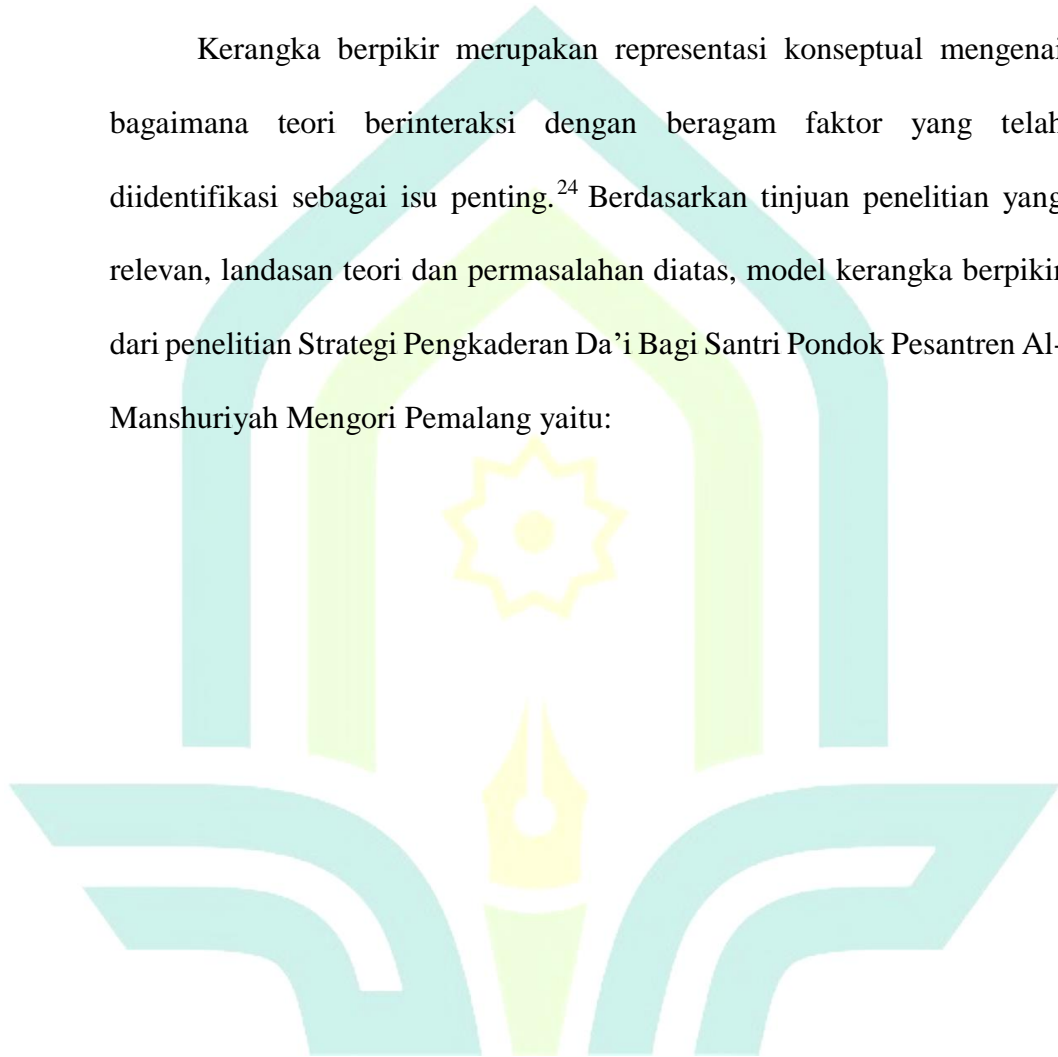 Kerangka berpikir merupakan representasi konseptual mengenai
bagaimana teori berinteraksi dengan beragam faktor yang telah
diidentifikasi sebagai isu penting.24 Berdasarkan tinjuan penelitian yang
relevan, landasan teori dan permasalahan diatas, model kerangka berpikir
dari penelitian Strategi Pengkaderan Da’i Bagi Santri Pondok Pesantren Al-
Manshuriyah Mengori Pemalang yaitu: